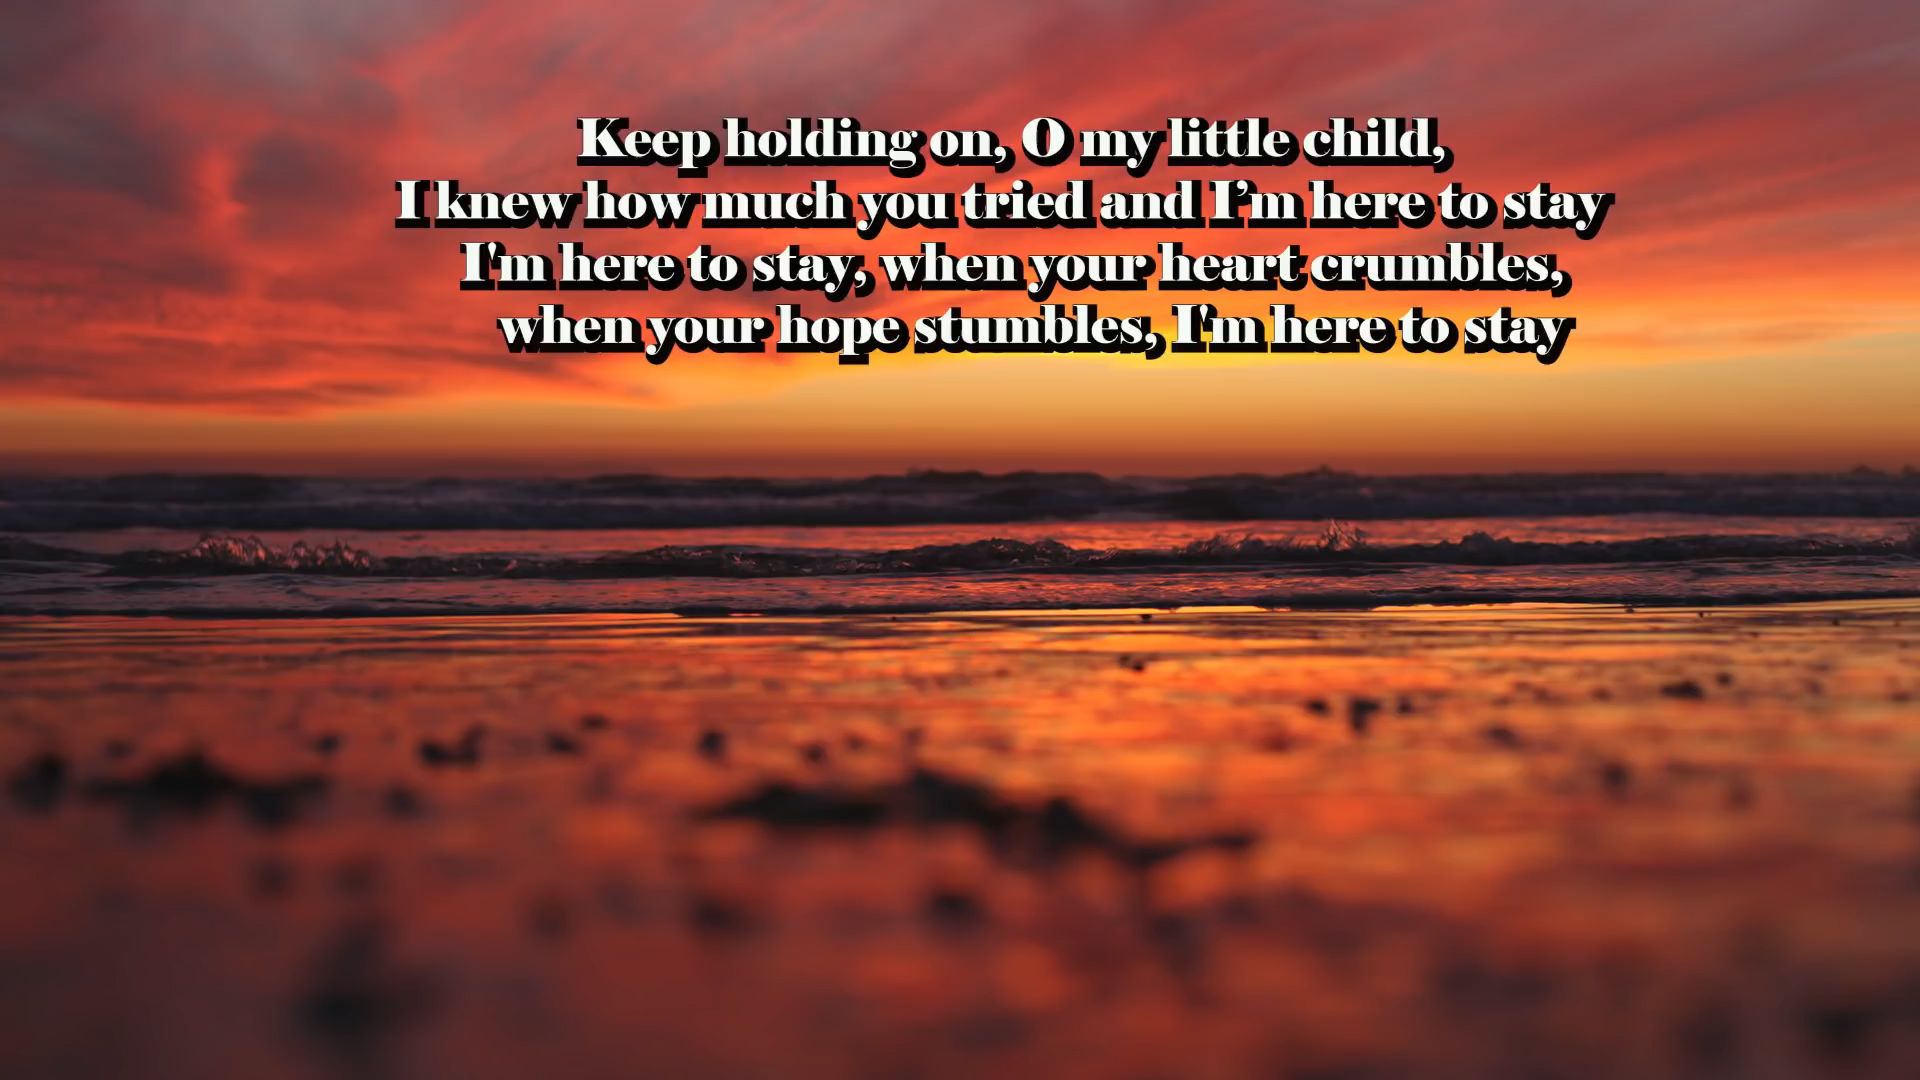 Keep holding on, O my little child,
I knew how much you tried and I’m here to stay
I'm here to stay, when your heart crumbles,
when your hope stumbles, I'm here to stay